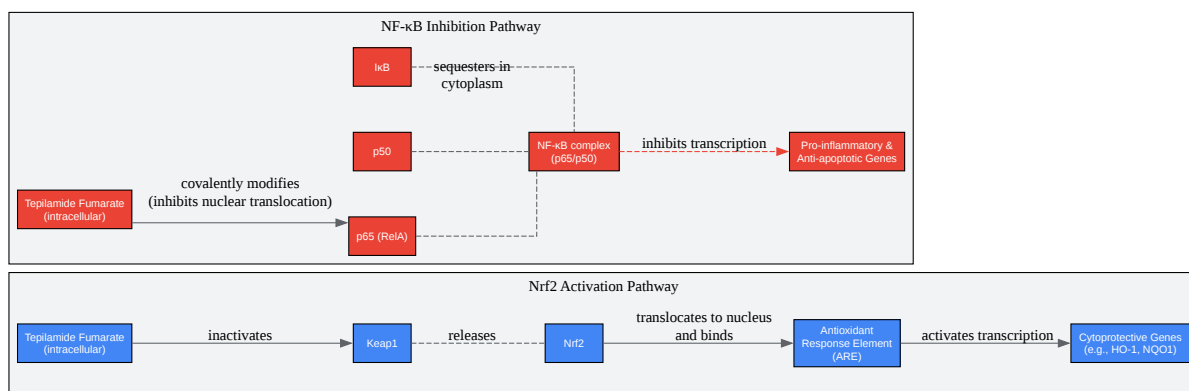 NF-κB Inhibition Pathway
IκB
sequesters in
cytoplasm
p50
NF-κB complex
(p65/p50)
inhibits transcription
Pro-inflammatory &
Anti-apoptotic Genes
Tepilamide Fumarate
(intracellular)
covalently modifies
(inhibits nuclear translocation)
p65 (RelA)
Nrf2 Activation Pathway
Tepilamide Fumarate
(intracellular)
inactivates
Keap1
releases
Nrf2
translocates to nucleus
and binds
Antioxidant
Response Element
(ARE)
activates transcription
Cytoprotective Genes
(e.g., HO-1, NQO1)